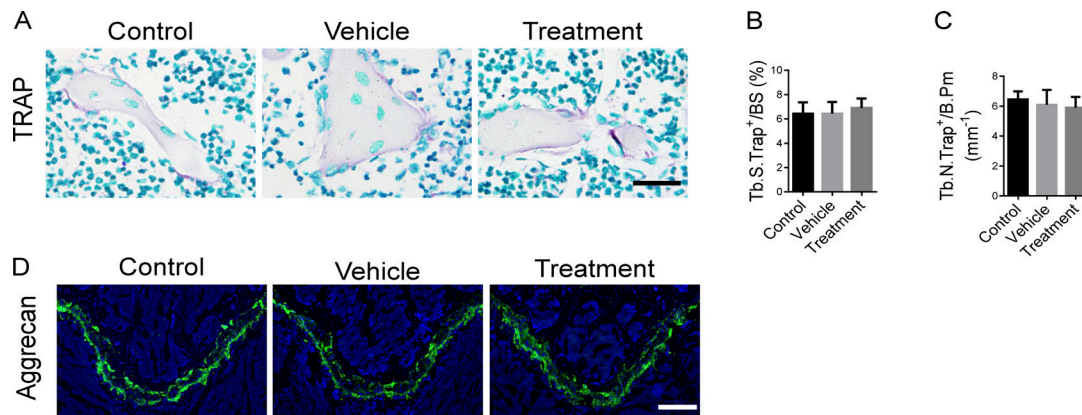 A
Control
Vehicle
Treatment
TRAP
B
Tb.S.Trap⁺/BS (%)
10
8
6
4
2
0
Control
Vehicle
Treatment
C
Tb.N.Trap⁺/B.Pm
(mm⁻¹)
8
6
4
2
0
Control
Vehicle
Treatment
D
Control
Vehicle
Treatment
Aggrecan